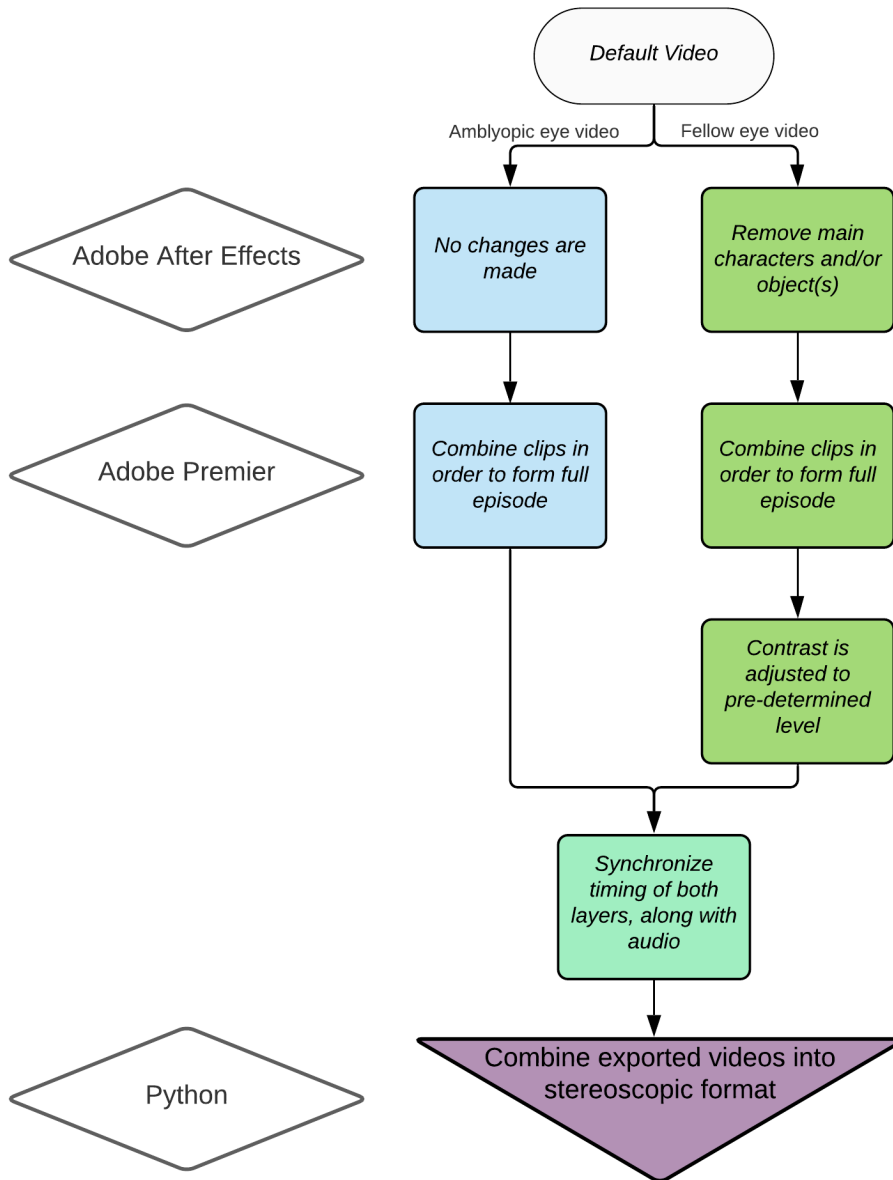 Default Video
Amblyopic eye video
Fellow eye video
Adobe After Effects
No changes are
made
Remove main
characters and/or
object(s)
Adobe Premier
Combine clips in
order to form full
episode
Combine clips in
order to form full
episode
Contrast is
adjusted to
pre-determined
level
Synchronize
timing of both
layers, along with
audio
Python
Combine exported videos into
stereoscopic format